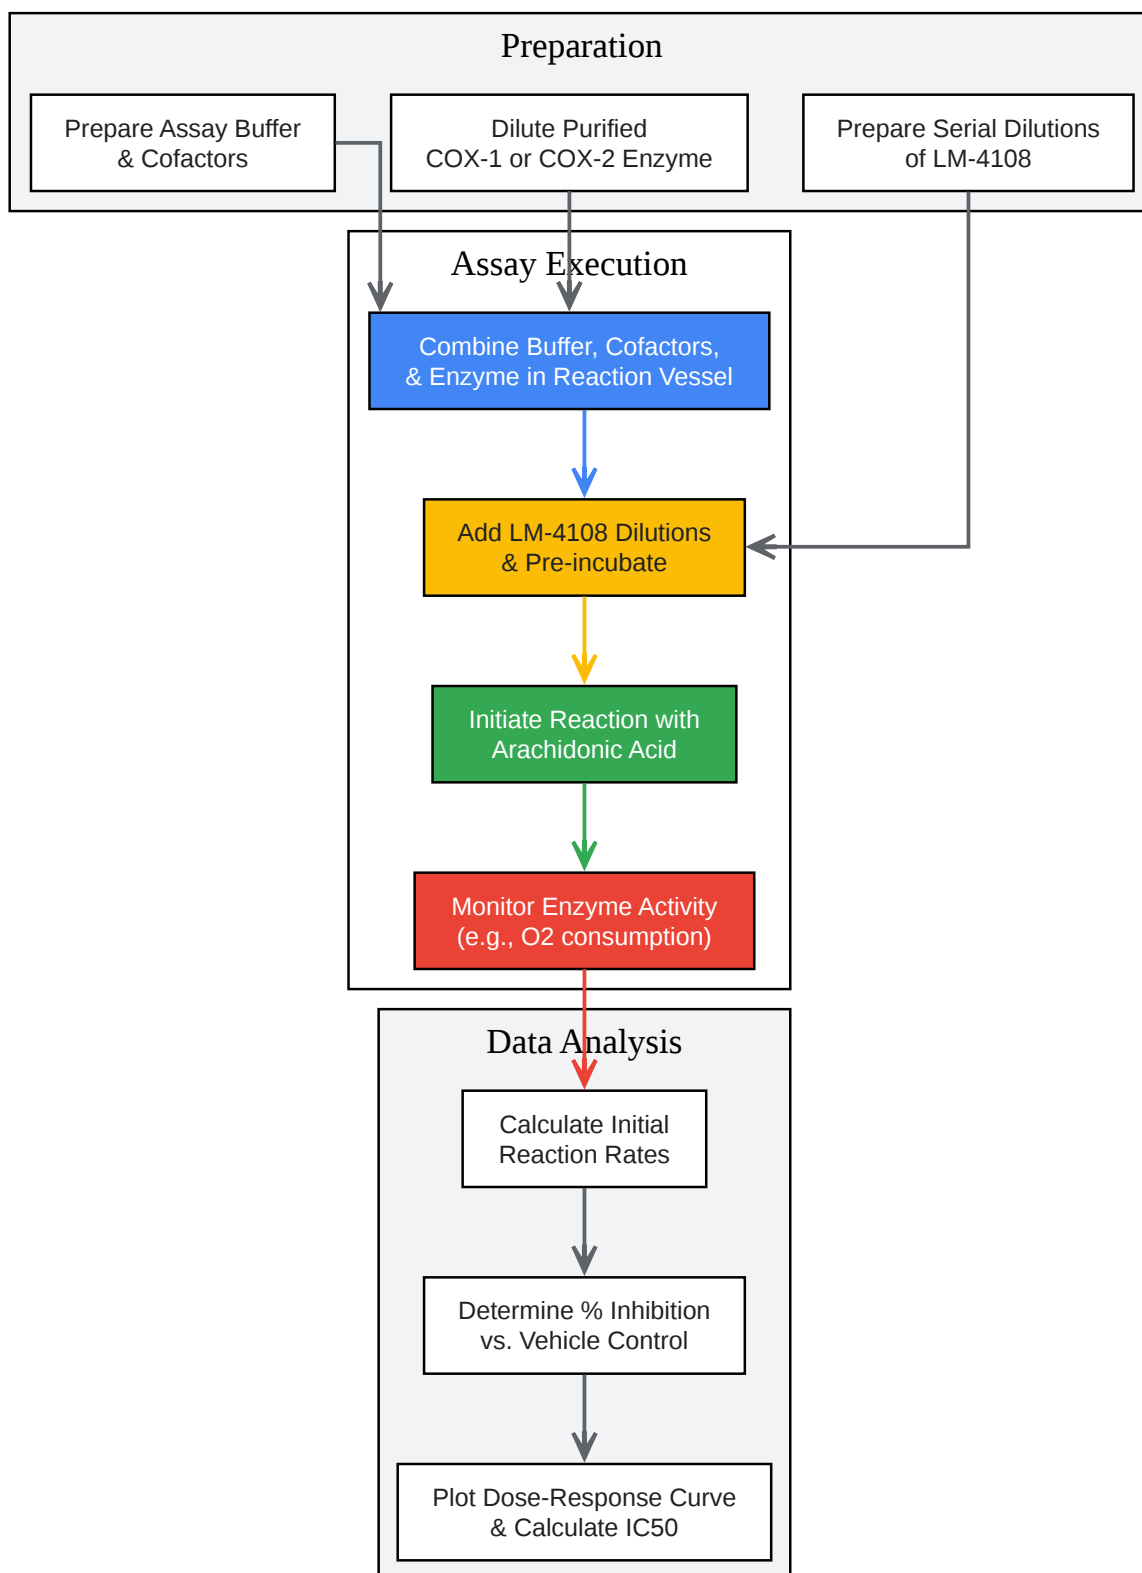 Preparation
Prepare Assay Buffer
& Cofactors
Dilute Purified
COX-1 or COX-2 Enzyme
Prepare Serial Dilutions
of LM-4108
Assay Execution
Combine Buffer, Cofactors,
& Enzyme in Reaction Vessel
Add LM-4108 Dilutions
& Pre-incubate
Initiate Reaction with
Arachidonic Acid
Monitor Enzyme Activity
(e.g., O2 consumption)
Data Analysis
Calculate Initial
Reaction Rates
Determine % Inhibition
vs. Vehicle Control
Plot Dose-Response Curve
& Calculate IC50